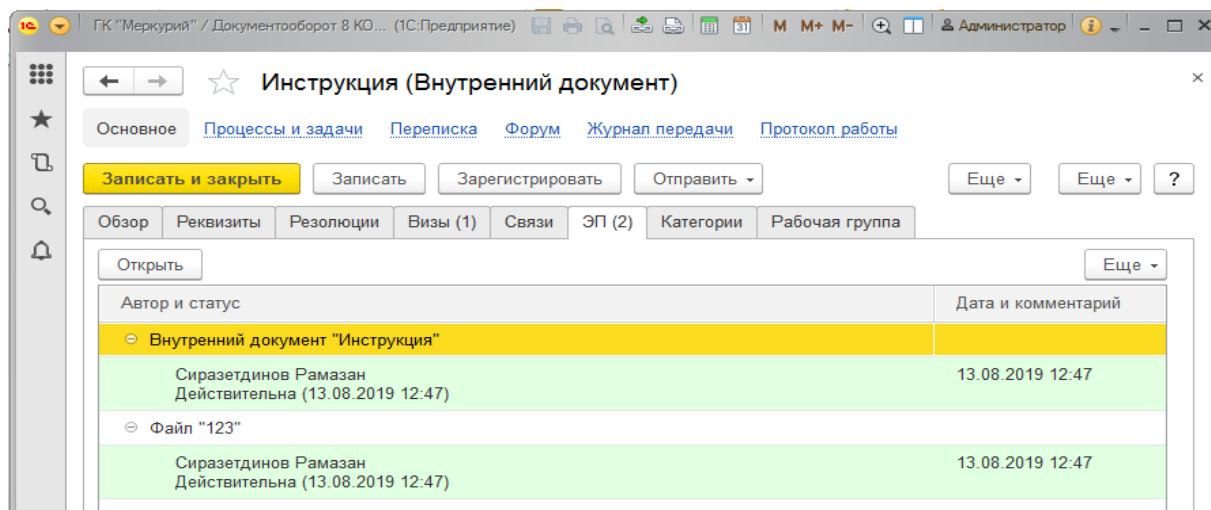 1С ГК "Меркурий" / Документооборот 8 КО... (1С:Предприятие) 31 M M+ M- Администратор i
Инструкция (Внутренний документ)
Основное Процессы и задачи Переписка Форум Журнал передачи Протокол работы
Записать и закрыть Записать Зарегистрировать Отправить Еще Еще ?
Обзор Реквизиты Резолюции Визы (1) Связи ЭП (2) Категории Рабочая группа
Открыть Еще
Автор и статус Дата и комментарий
Внутренний документ "Инструкция"
Сиразетдинов Рамазан 13.08.2019 12:47
Действительна (13.08.2019 12:47)
Файл "123"
Сиразетдинов Рамазан 13.08.2019 12:47
Действительна (13.08.2019 12:47)